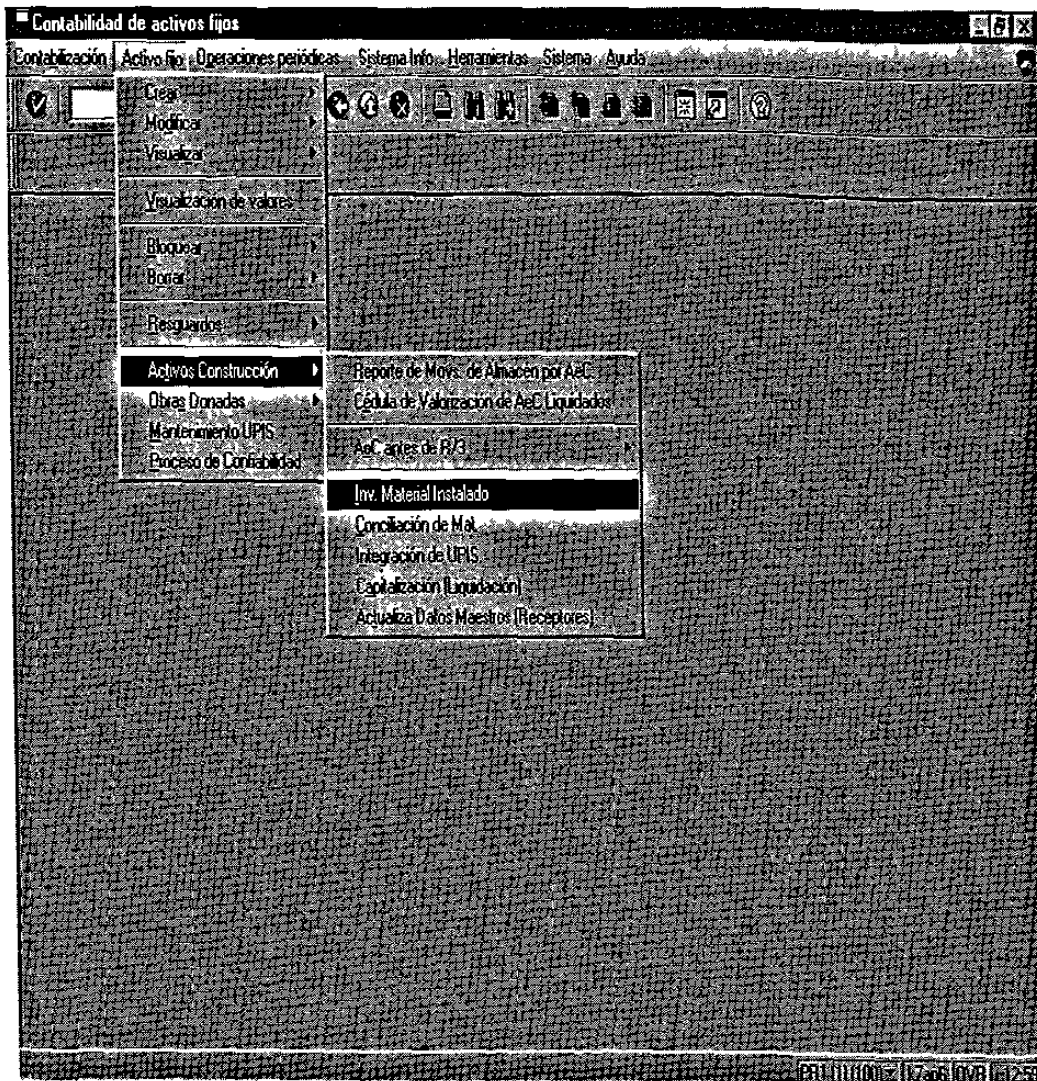 Contabilidad de activos fijos
Contabilización Activo fijo Operaciones periódicas Sistema Info. Herramientas Sistema Ayuda
Crear
Modificar
Visualizar
Visualización de valores
Bloquear
Borrar
Resguardos
Activos Construcción
Obras Donadas
Mantenimiento UPIS
Proceso de Confiabilidad
Reporte de Movs. de Almacén por AeC
Cédula de Valorización de AeC Liquidados
AeC antes de R/3
Inv. Material Instalado
Conciliación de Mat.
Integración de UPIS
Capitalización (Liquidación)
Actualiza Datos Maestros (Receptores)
OVR